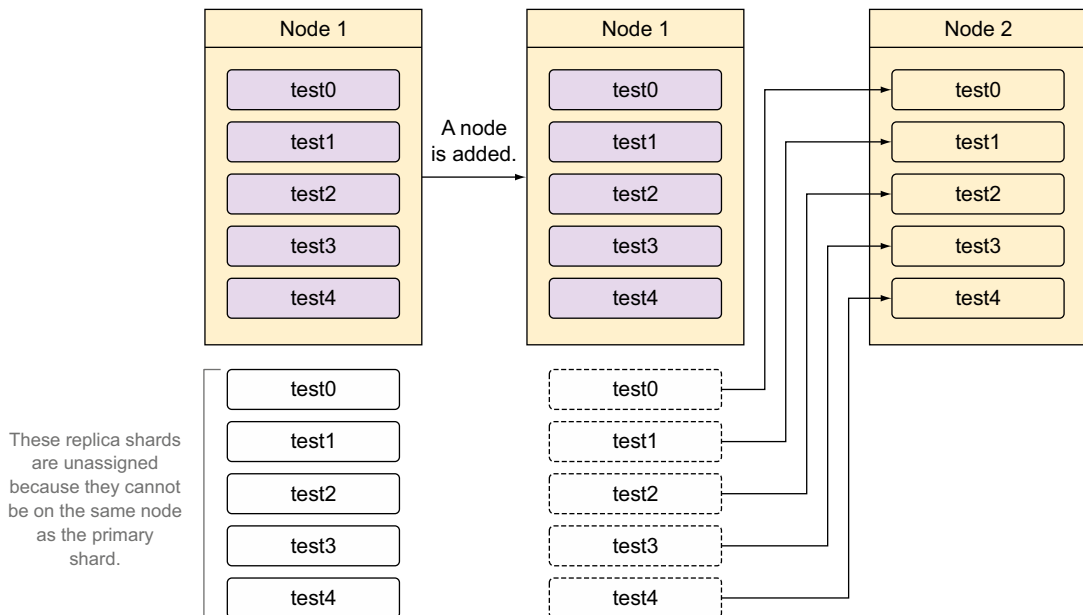 Node 1
test0
test1
test2
test3
test4
A node
is added.
Node 1
test0
test1
test2
test3
test4
Node 2
test0
test1
test2
test3
test4
These replica shards
are unassigned
because they cannot
be on the same node
as the primary
shard.
test0
test1
test2
test3
test4
test0
test1
test2
test3
test4